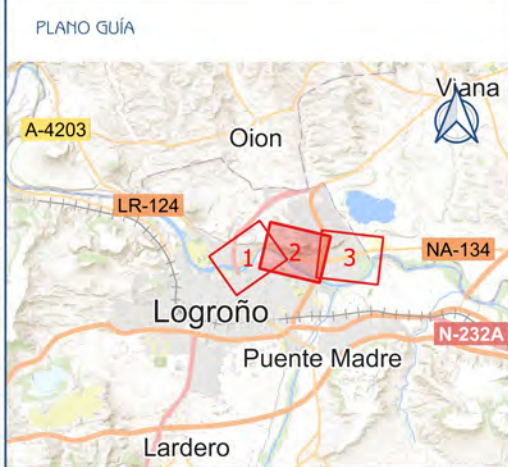 PLANO GUÍA
Viana
A-4203
Oion
LR-124
1
2
3
NA-134
Logroño
N-232A
Puente Madre
Lardero